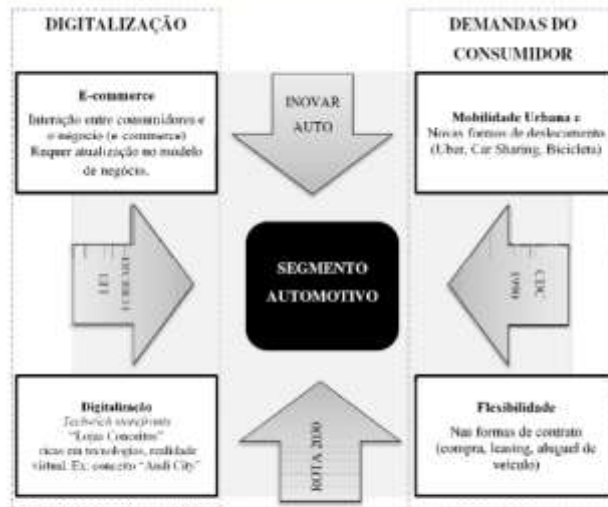 DIGITALIZAÇÃO
DEMANDAS DO
CONSUMIDOR
E-commerce
Interação entre consumidores e
o negócio (e-commerce)
Requer atualização no modelo
de negócio.
INOVAR
AUTO
Mobilidade Urbana e
Novas formas de deslocamento
(Uber, Car Sharing, Bicicleta)
LEI
SEGMENTO
AUTOMOTIVO
CDC
1990
Digitalização
storefronts
"Lojas Conceitos"
ricas em tecnologias, realidade
virtual. Ex: conceito "Audi City"
ROTA 2030
Flexibilidade
Nas formas de contrato
(compra, leasing, aluguel de
veículo)